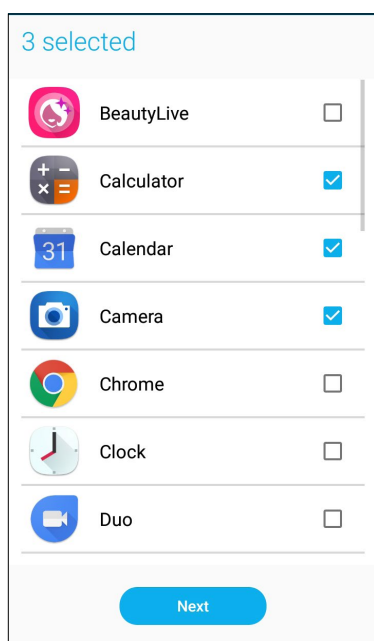 3 selected
BeautyLive
Calculator
31 Calendar
Camera
Chrome
Clock
Duo
Next